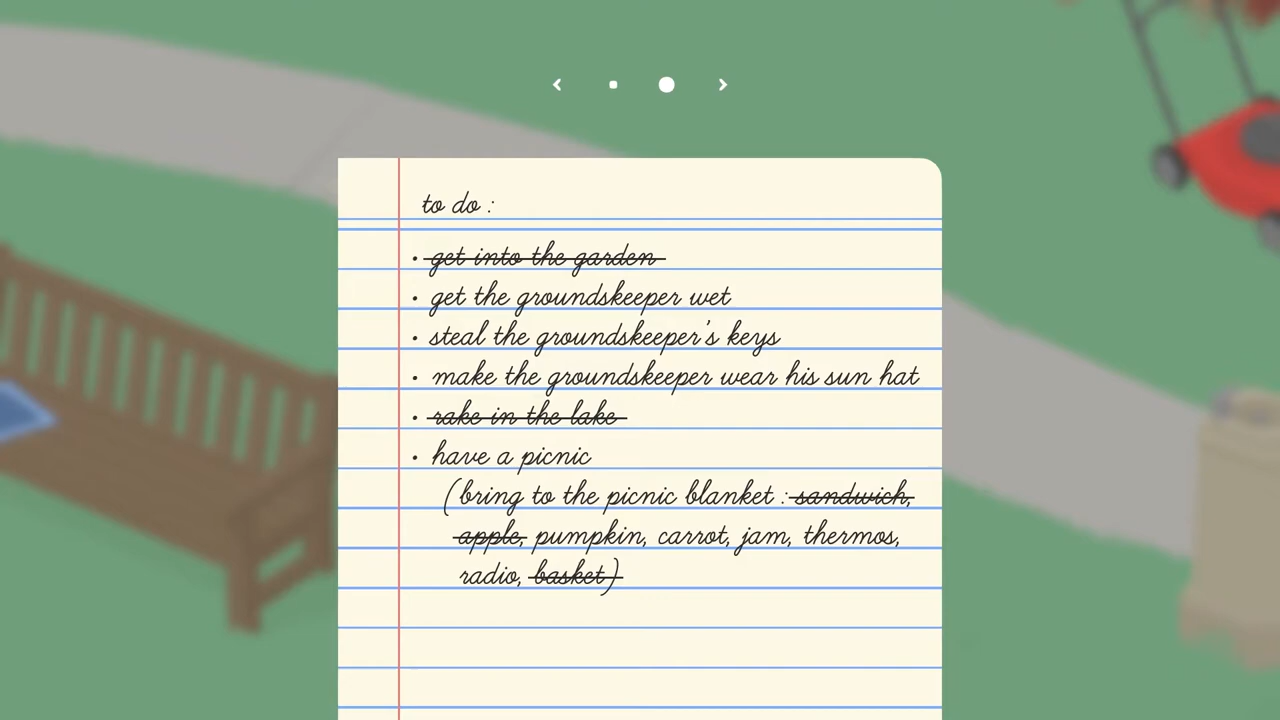 to do :
• get into the garden
• get the groundskeeper wet
• steal the groundskeeper's keys
• make the groundskeeper wear his sun hat
• rake in the lake
• have a picnic
(bring to the picnic blanket : sandwich,
apple, pumpkin, carrot, jam, thermos,
radio, basket)